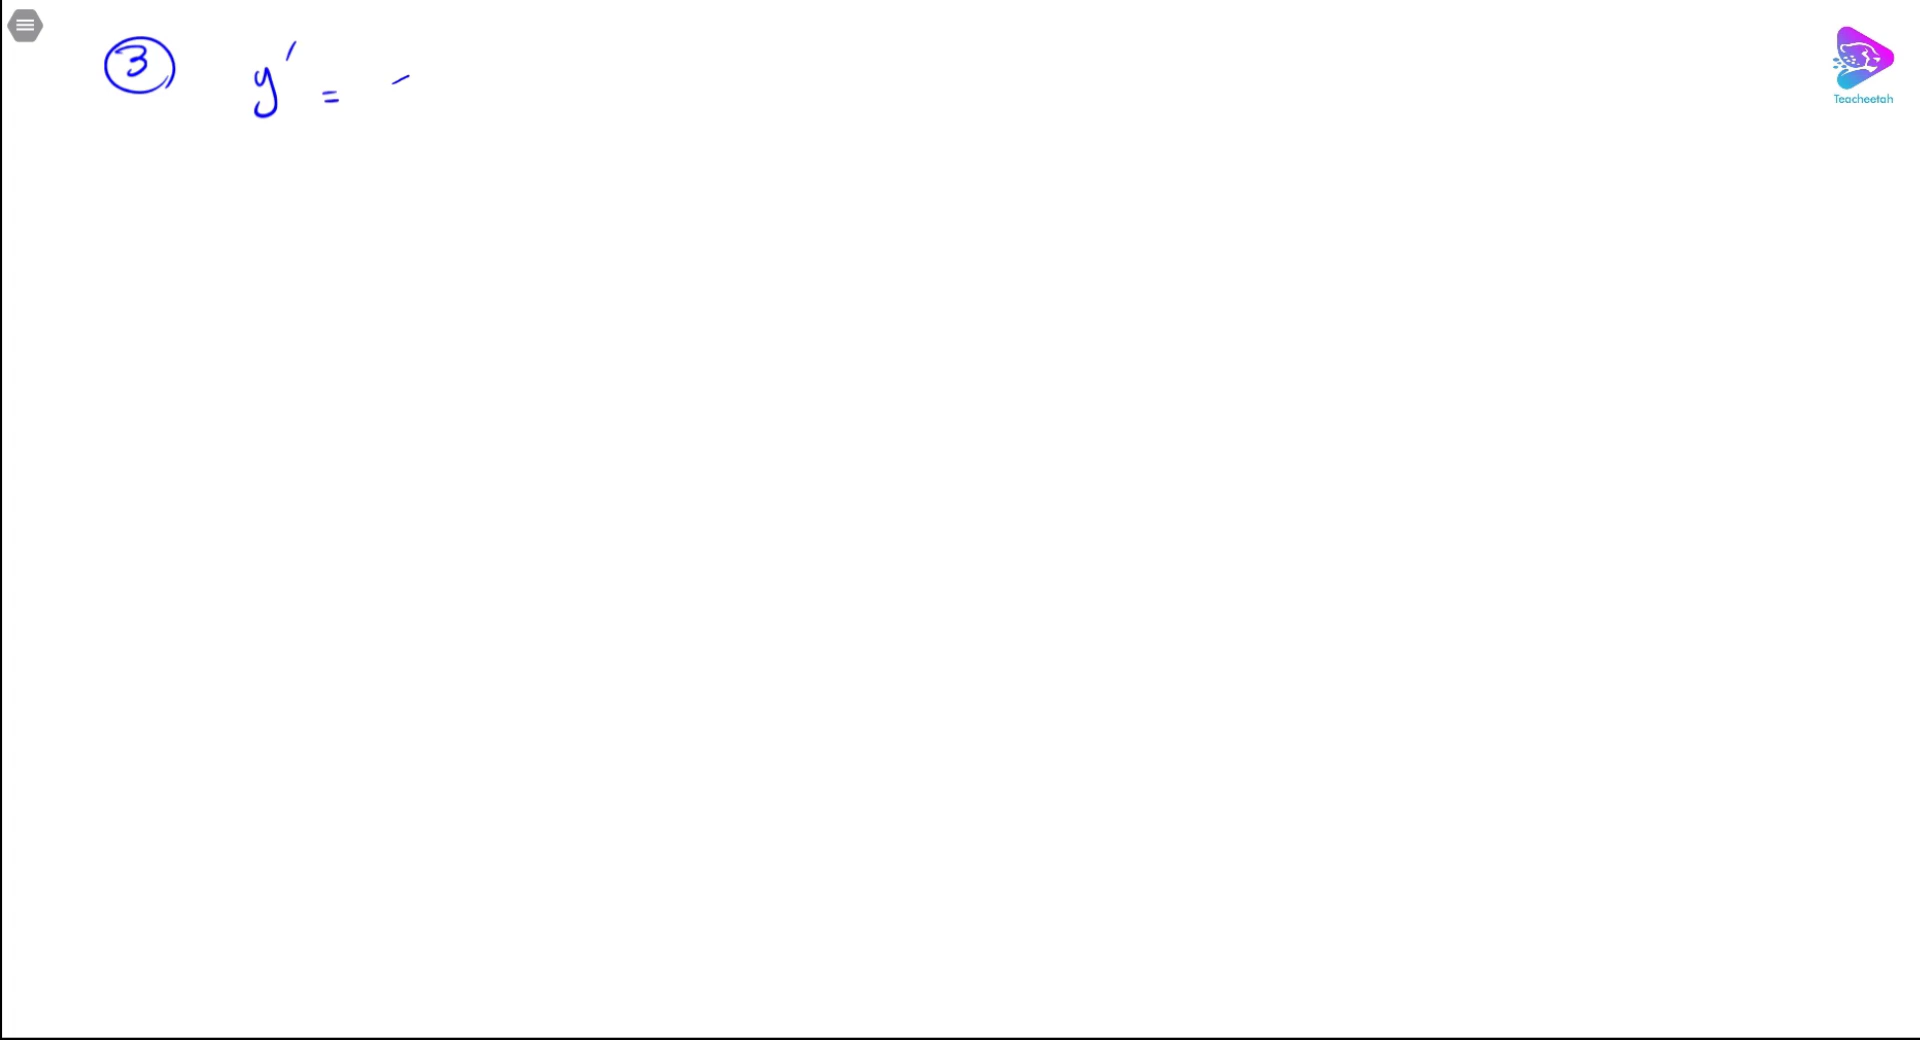 ③ y' =
Teacheetah